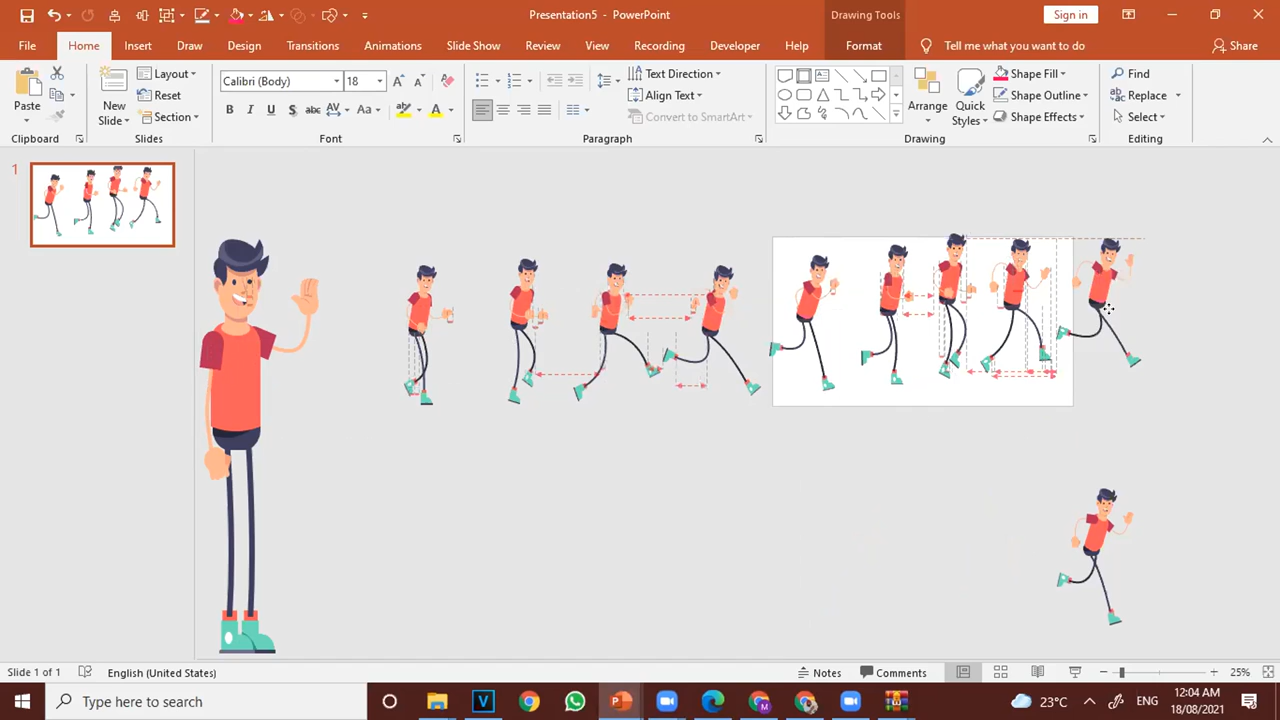 Presentation5 - PowerPoint
Drawing Tools
Sign in
File
Home
Insert
Draw
Design
Transitions
Animations
Slide Show
Review
View
Recording
Developer
Help
Format
Tell me what you want to do
Share
Paste
Clipboard
New
Slide
Layout
Reset
Section
Slides
Calibri (Body)
18
B I U S abc AV Aa A
Font
Text Direction
Align Text
Convert to SmartArt
Paragraph
Arrange
Quick
Styles
Shape Fill
Shape Outline
Shape Effects
Drawing
Find
Replace
Select
Editing
1
Slide 1 of 1
English (United States)
Notes
Comments
25%
Type here to search
23°C
ENG
12:04 AM
18/08/2021